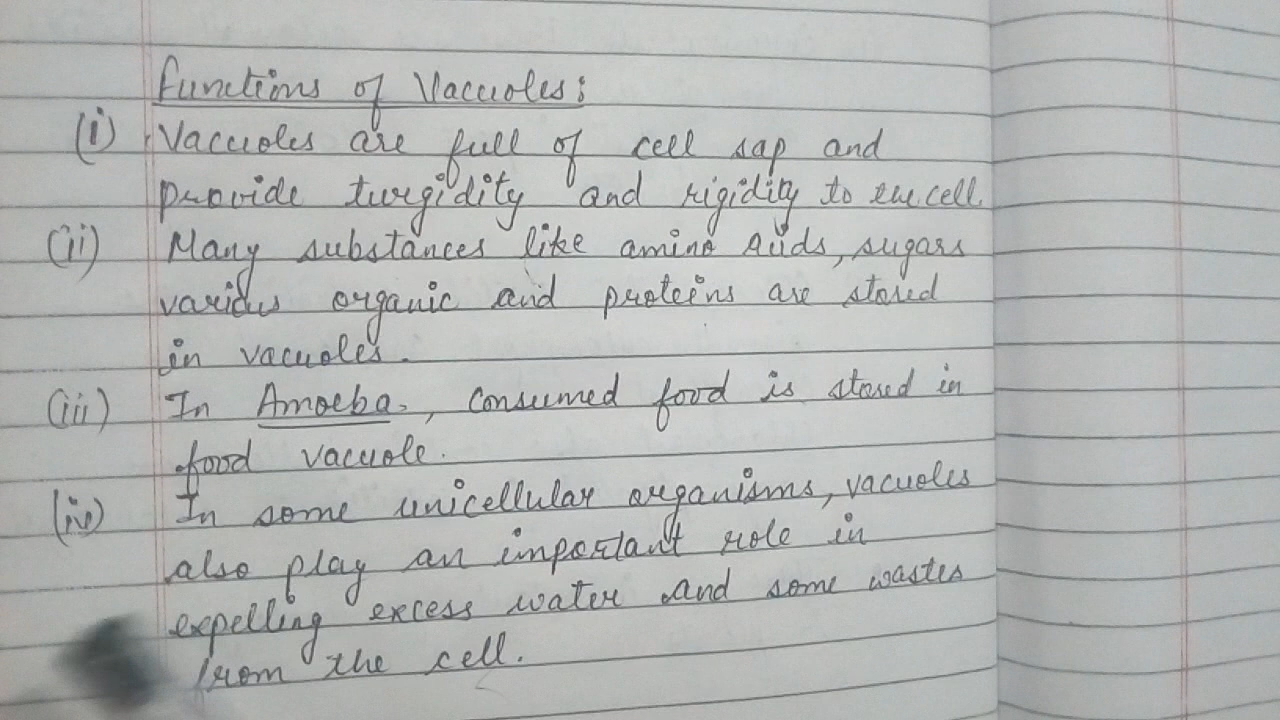 Functions of Vacuoles:
(i) Vacuoles are full of cell sap and
provide turgidity and rigidity to the cell.
(ii) Many substances like amino acids, sugars
various organic and proteins are stored
in vacuoles.
(iii) In Amoeba, consumed food is stored in
food vacuole.
(iv) In some unicellular organisms, vacuoles
also play an important role in
expelling excess water and some wastes
from the cell.